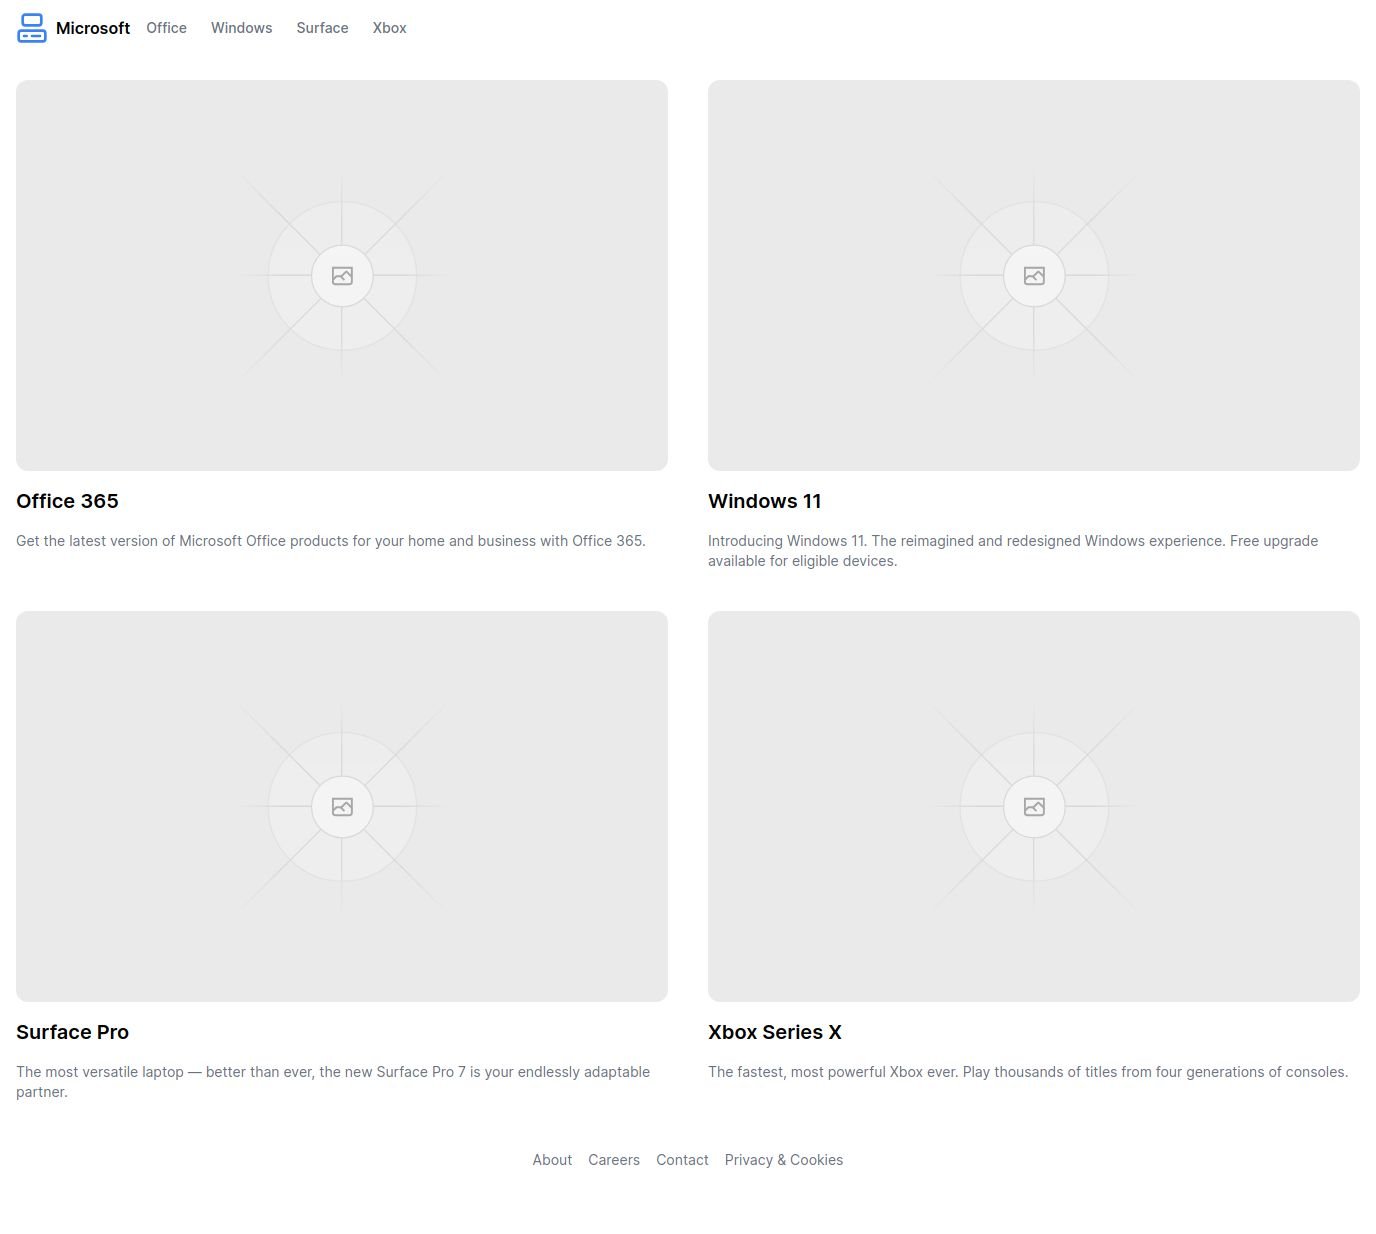 Microsoft Office Windows Surface Xbox
Office 365
Get the latest version of Microsoft Office products for your home and business with Office 365.
Windows 11
Introducing Windows 11. The reimagined and redesigned Windows experience. Free upgrade
available for eligible devices.
Surface Pro
The most versatile laptop — better than ever, the new Surface Pro 7 is your endlessly adaptable
partner.
Xbox Series X
The fastest, most powerful Xbox ever. Play thousands of titles from four generations of consoles.
About Careers Contact Privacy & Cookies